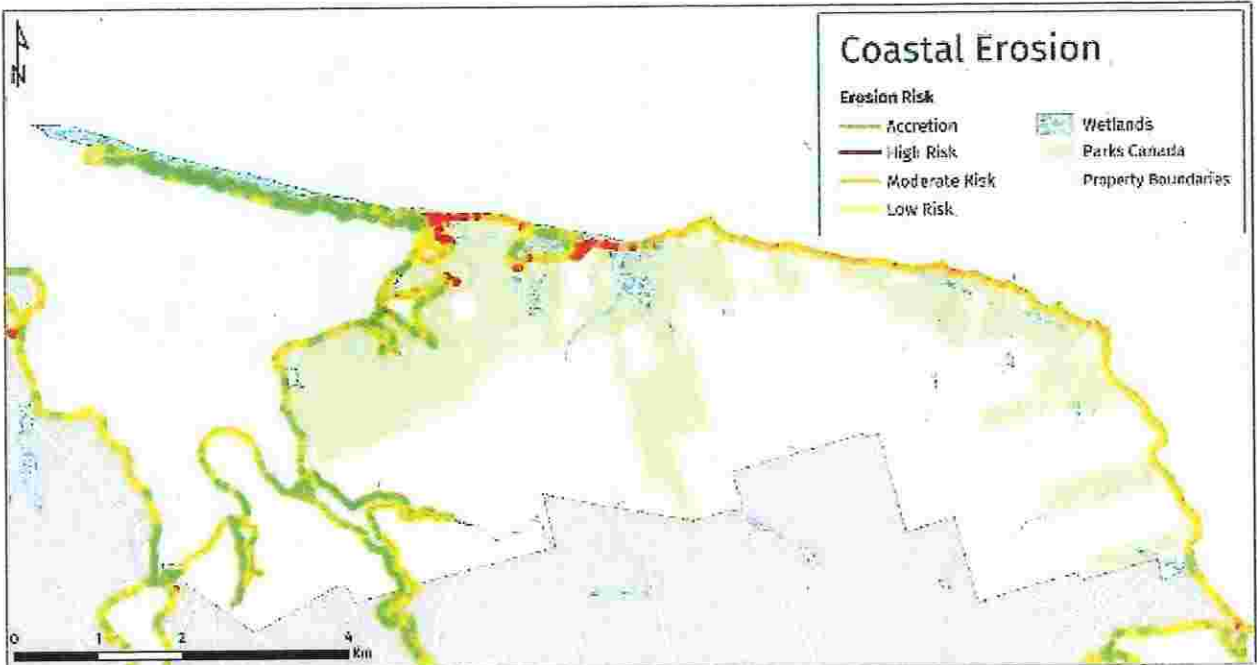 N
Coastal Erosion
Erosion Risk
Accretion
High Risk
Moderate Risk
Low Risk
Wetlands
Parks Canada
Property Boundaries
0 1 2 4
Km